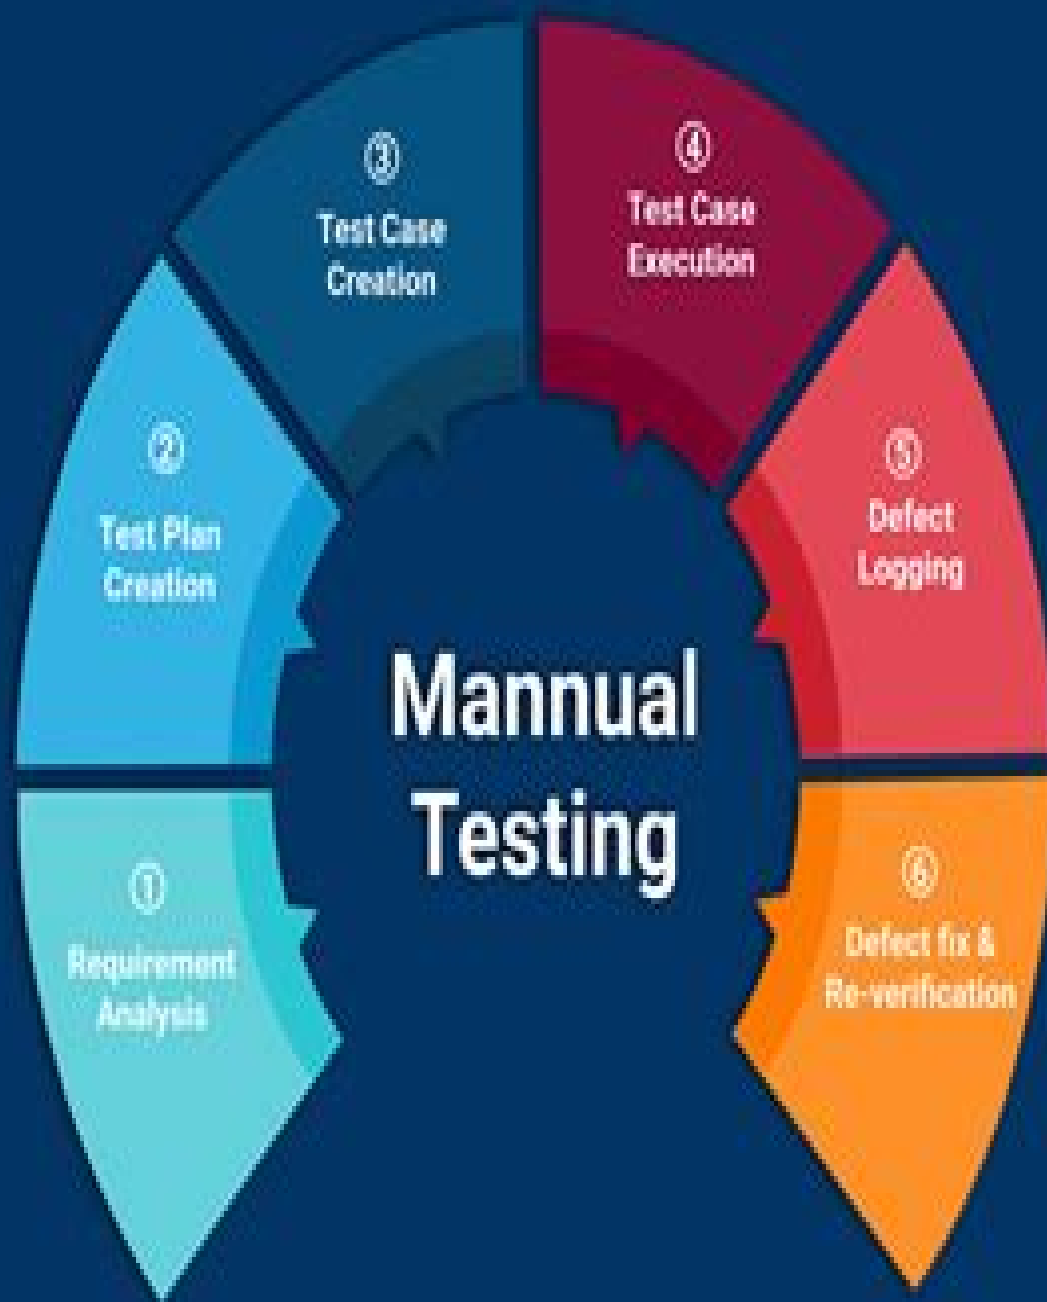 ①
Requirement
Analysis
②
Test Plan
Creation
③
Test Case
Creation
④
Test Case
Execution
⑤
Defect
Logging
⑥
Defect fix &
Re-verification
Mannual
Testing